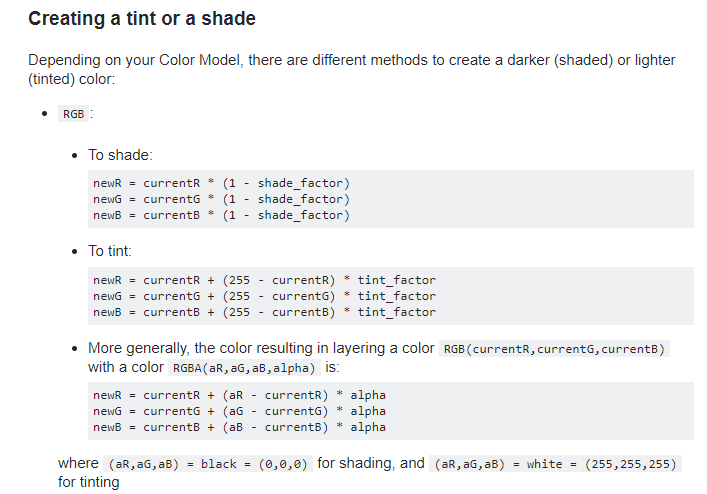 Creating a tint or a shade
Depending on your Color Model, there are different methods to create a darker (shaded) or lighter
(tinted) color:
• RGB :
• To shade:
newR = currentR * (1 - shade_factor)
newG = currentG * (1 - shade_factor)
newB = currentB * (1 - shade_factor)
• To tint:
newR = currentR + (255 - currentR) * tint_factor
newG = currentG + (255 - currentG) * tint_factor
newB = currentB + (255 - currentB) * tint_factor
• More generally, the color resulting in layering a color RGB(currentR,currentG,currentB)
with a color RGBA(aR,aG,aB,alpha) is:
newR = currentR + (aR - currentR) * alpha
newG = currentG + (aG - currentG) * alpha
newB = currentB + (aB - currentB) * alpha
where (aR,aG,aB) = black = (0,0,0) for shading, and (aR,aG,aB) = white = (255,255,255)
for tinting